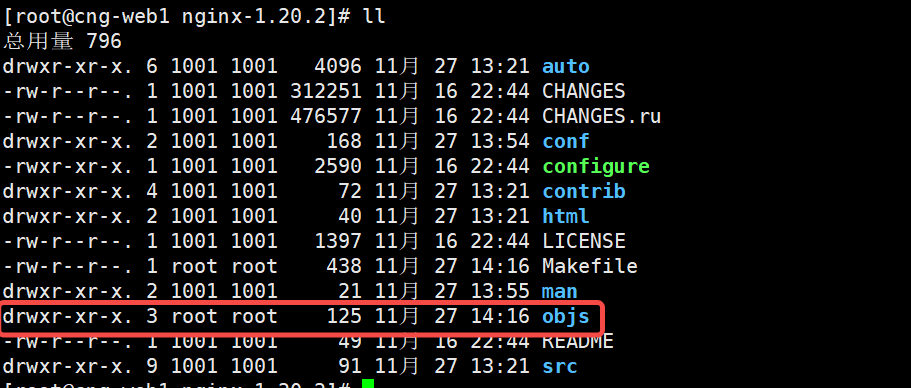 [root@cng-web1 nginx-1.20.2]# ll
总用量 796
drwxr-xr-x. 6 1001 1001   4096 11月  27 13:21 auto
-rw-r--r--. 1 1001 1001 312251 11月  16 22:44 CHANGES
-rw-r--r--. 1 1001 1001 476577 11月  16 22:44 CHANGES.ru
drwxr-xr-x. 2 1001 1001    168 11月  27 13:54 conf
-rwxr-xr-x. 1 1001 1001   2590 11月  16 22:44 configure
drwxr-xr-x. 4 1001 1001     72 11月  27 13:21 contrib
drwxr-xr-x. 2 1001 1001     40 11月  27 13:21 html
-rw-r--r--. 1 1001 1001   1397 11月  16 22:44 LICENSE
-rw-r--r--. 1 root root    438 11月  27 14:16 Makefile
drwxr-xr-x. 2 1001 1001     21 11月  27 13:55 man
drwxr-xr-x. 3 root root    125 11月  27 14:16 objs
-rw-r--r--. 1 1001 1001     49 11月  16 22:44 README
drwxr-xr-x. 9 1001 1001     91 11月  27 13:21 src
[root@cng-web1 nginx-1.20.2]#